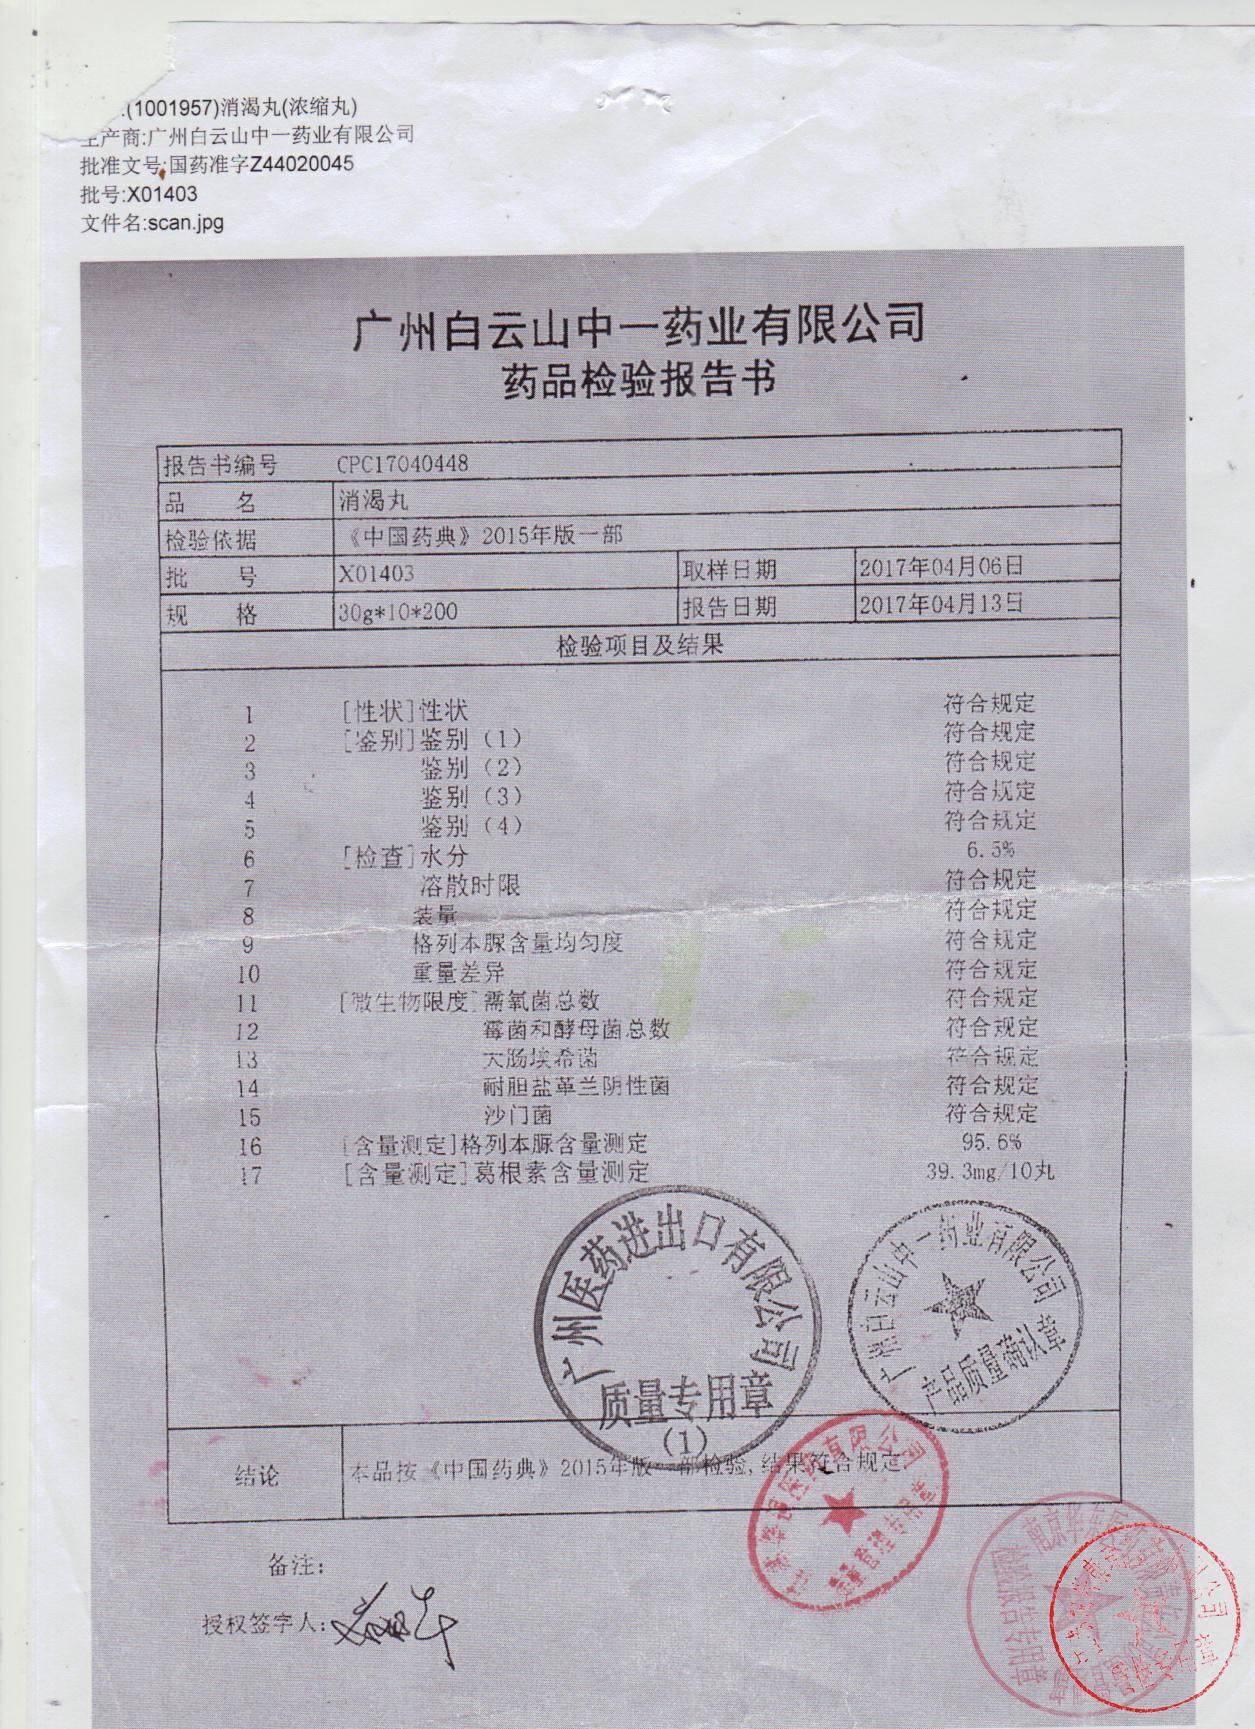 (1001957)消渴丸(浓缩丸)
生产商:广州白云山中一药业有限公司
批准文号:国药准字Z44020045
批号:X01403
文件名:scan.jpg
广州白云山中一药业有限公司
药品检验报告书
报告书编号 CPC17040448
品 名 消渴丸
检验依据 《中国药典》2015年版一部
批 号 X01403 取样日期 2017年04月06日
规 格 30g*10*200 报告日期 2017年04月13日
检验项目及结果
1 [性状]性状 符合规定
2 [鉴别]鉴别（1） 符合规定
3 鉴别（2） 符合规定
4 鉴别（3） 符合规定
5 鉴别（4） 符合规定
6 [检查]水分 6.5%
7 溶散时限 符合规定
8 装量 符合规定
9 格列本脲含量均匀度 符合规定
10 重量差异 符合规定
11 [微生物限度]需氧菌总数 符合规定
12 霉菌和酵母菌总数 符合规定
13 大肠埃希菌 符合规定
14 耐胆盐革兰阴性菌 符合规定
15 沙门菌 符合规定
16 [含量测定]格列本脲含量测定 95.6%
17 [含量测定]葛根素含量测定 39.3mg/10丸
广州医药进出口有限公司
质量专用章
(1)
广州白云山中一药业有限公司
产品质量确认章
结论 本品按《中国药典》2015年版一部检验,结果符合规定.
备注:
授权签字人: